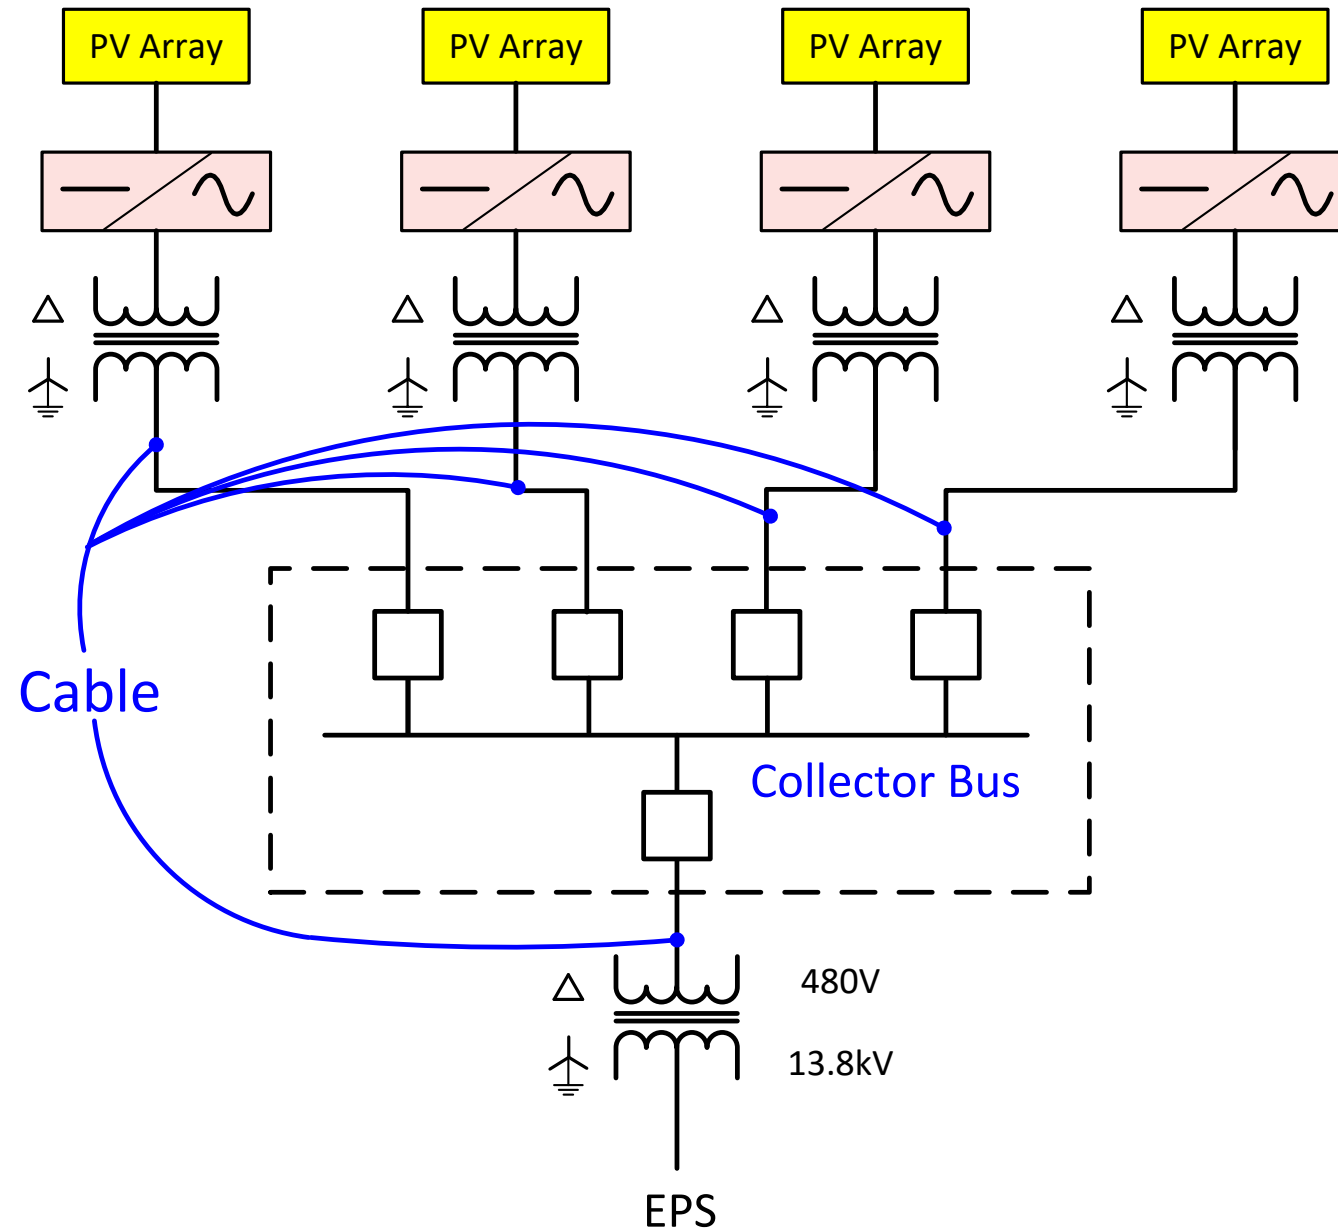 PV Array
PV Array
PV Array
PV Array
Cable
Collector Bus
480V
13.8kV
EPS